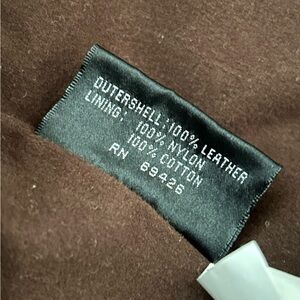 OUTERSHELL: 100% LEATHER
LINING: 100% NYLON
100% COTTON
RN 69426